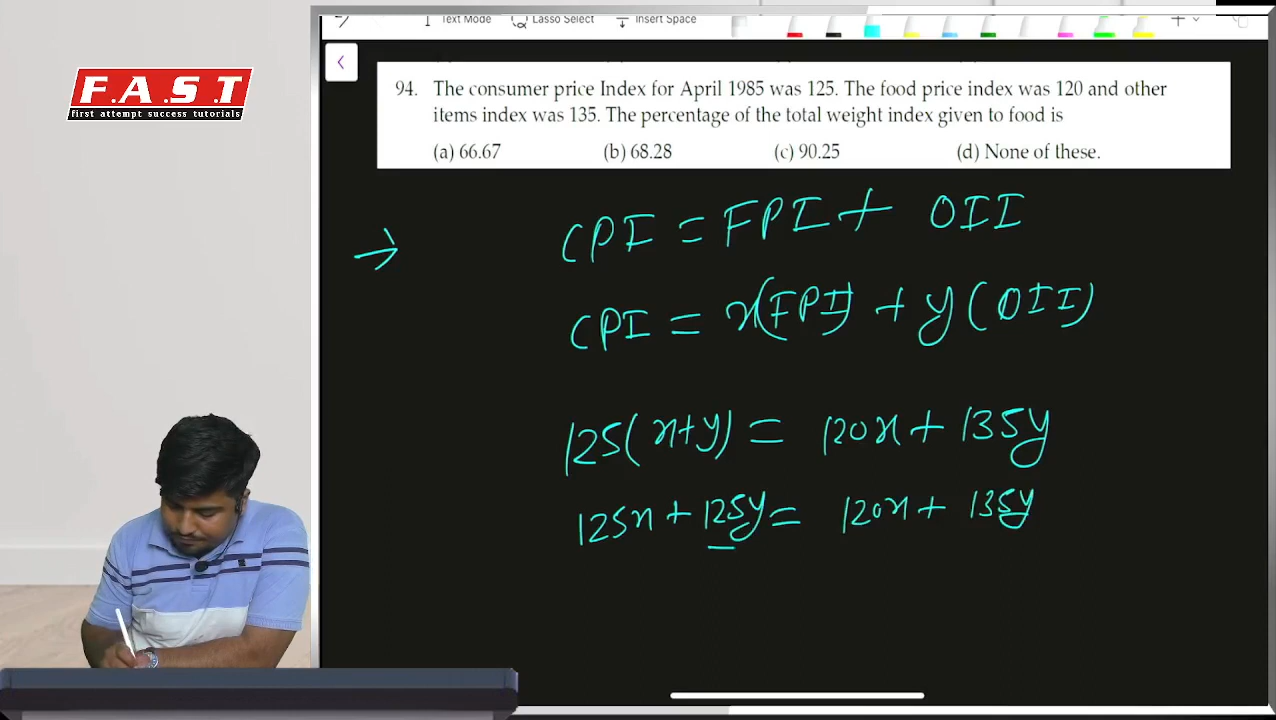 Text Mode Lasso Select Insert Space
F.A.S.T
first attempt success tutorials
94. The consumer price Index for April 1985 was 125. The food price index was 120 and other
items index was 135. The percentage of the total weight index given to food is
(a) 66.67 (b) 68.28 (c) 90.25 (d) None of these.
CPI = FPI + OII
CPI = x(FPI) + y(OII)
125(x+y) = 120x + 135y
125x + 125y = 120x + 135y